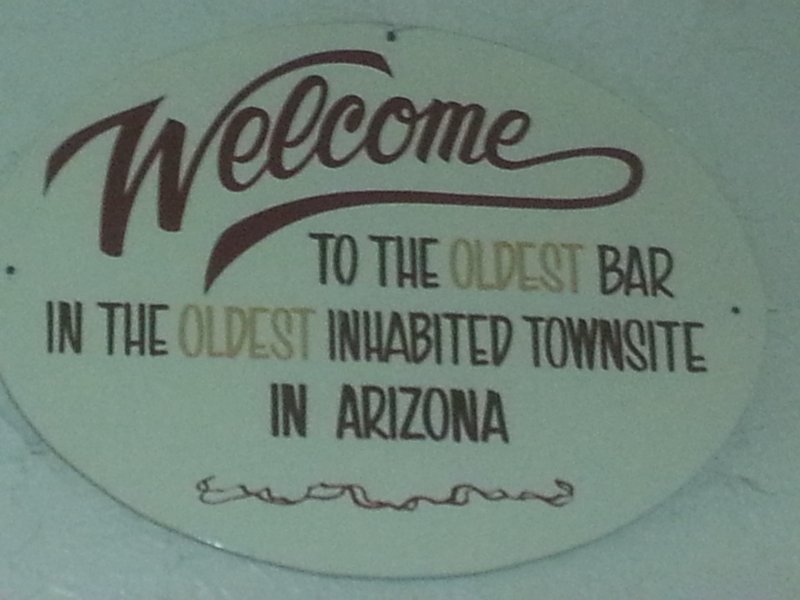 Welcome
TO THE OLDEST BAR
IN THE OLDEST INHABITED TOWNSITE
IN ARIZONA